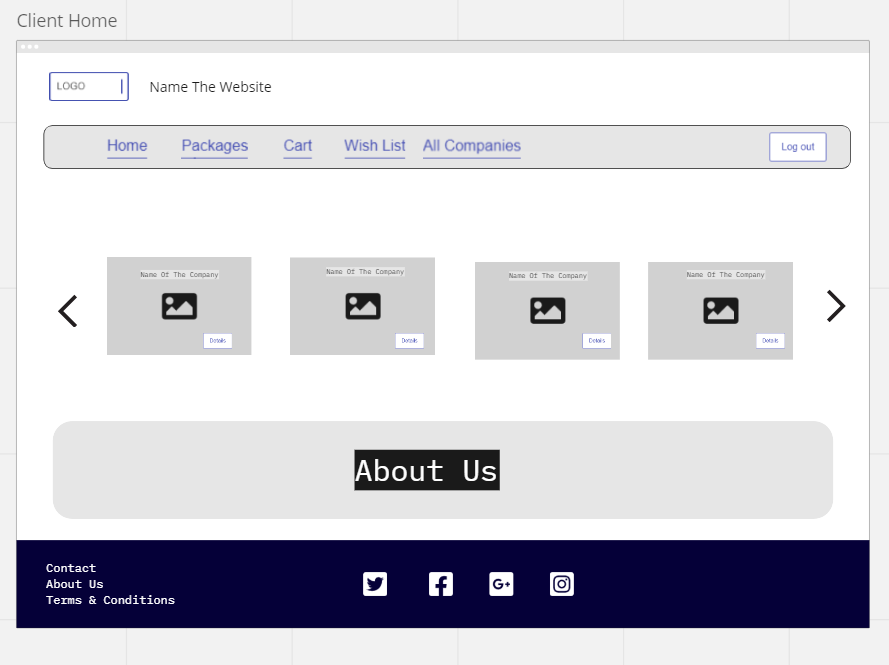 Client Home
LOGO
Name The Website
Home Packages Cart Wish List All Companies Log out
Name Of The Company Name Of The Company Name Of The Company Name Of The Company
Details Details Details Details
About Us
Contact
About Us
Terms & Conditions
G+